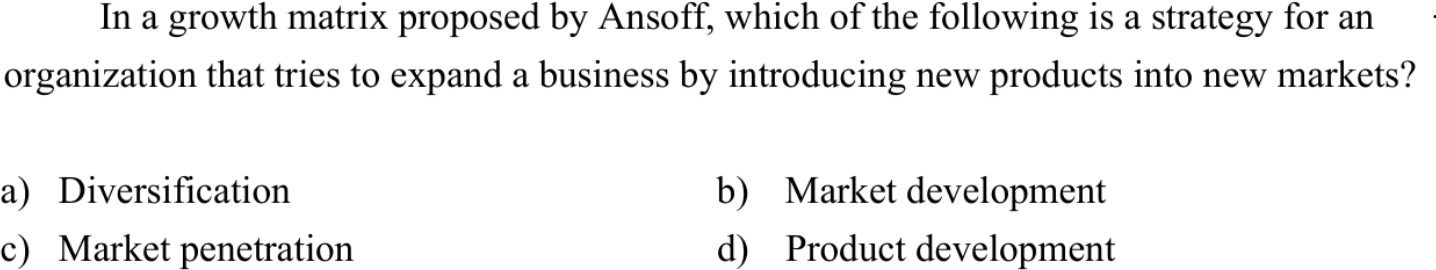 In a growth matrix proposed by Ansoff, which of the following is a strategy for an
organization that tries to expand a business by introducing new products into new markets?
a) Diversification b) Market development
c) Market penetration d) Product development